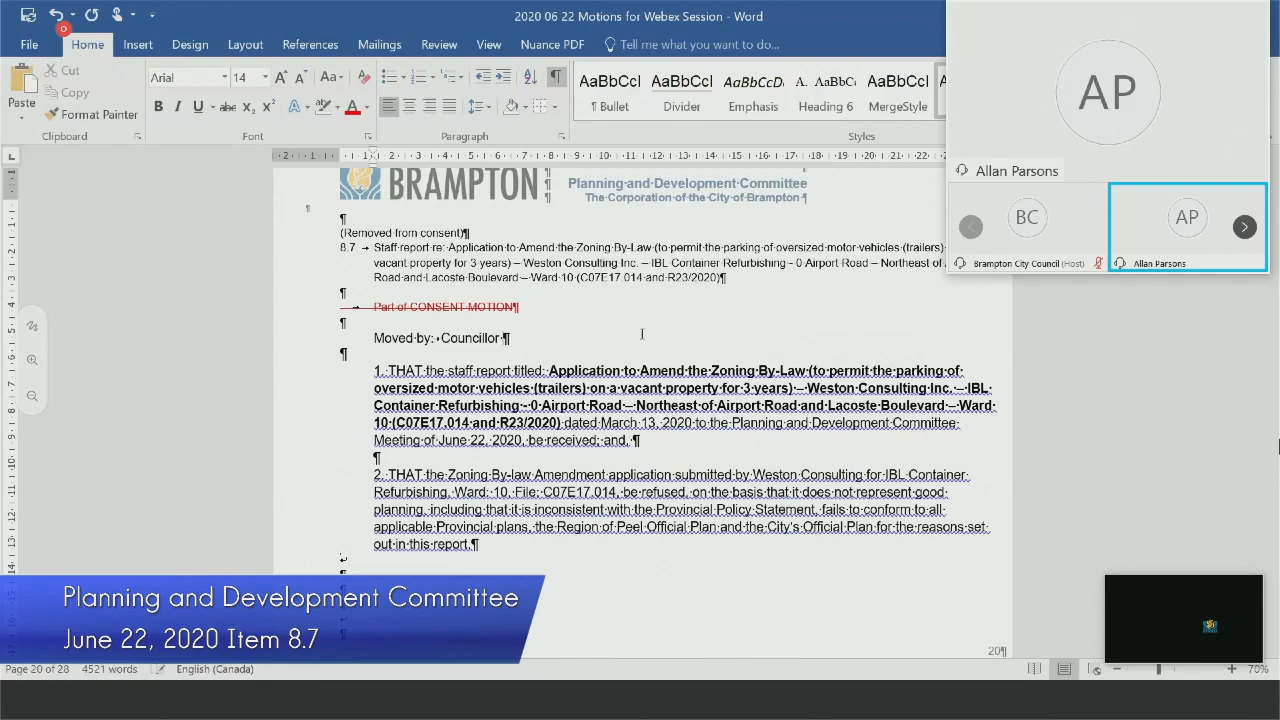 2020 06 22 Motions for Webex Session - Word
File Home Insert Design Layout References Mailings Review View Nuance PDF Tell me what you want to do...
Paste
Cut
Copy
Format Painter
Arial 14
Clipboard Font Paragraph Styles
AaBbCcl AaBbCcl AaBbCcD. AaBbCcI AaBbCcl
¶ Bullet Divider Emphasis Heading 6 MergeStyle
AP
Allan Parsons
BC AP
Brampton City Council (Host) Allan Parsons
BRAMPTON
Planning and Development Committee
The Corporation of the City of Brampton
(Removed from consent)
8.7 Staff report re: Application to Amend the Zoning By-Law (to permit the parking of oversized motor vehicles (trailers)
vacant property for 3 years) – Weston Consulting Inc. – IBL Container Refurbishing - 0 Airport Road – Northeast of
Road and Lacoste Boulevard – Ward 10 (C07E17.014 and R23/2020)
Part of CONSENT MOTION
Moved by: Councillor
1. THAT the staff report titled: Application to Amend the Zoning By-Law (to permit the parking of
oversized motor vehicles (trailers) on a vacant property for 3 years) – Weston Consulting Inc. – IBL
Container Refurbishing - 0 Airport Road – Northeast of Airport Road and Lacoste Boulevard – Ward
10 (C07E17.014 and R23/2020) dated March 13, 2020 to the Planning and Development Committee
Meeting of June 22, 2020, be received; and,
2. THAT the Zoning By-law Amendment application submitted by Weston Consulting for IBL Container
Refurbishing, Ward: 10, File: C07E17.014, be refused, on the basis that it does not represent good
planning, including that it is inconsistent with the Provincial Policy Statement, fails to conform to all
applicable Provincial plans, the Region of Peel Official Plan and the City's Official Plan for the reasons set
out in this report.
Planning and Development Committee
June 22, 2020 Item 8.7
20
Page 20 of 28 4521 words English (Canada) 70%